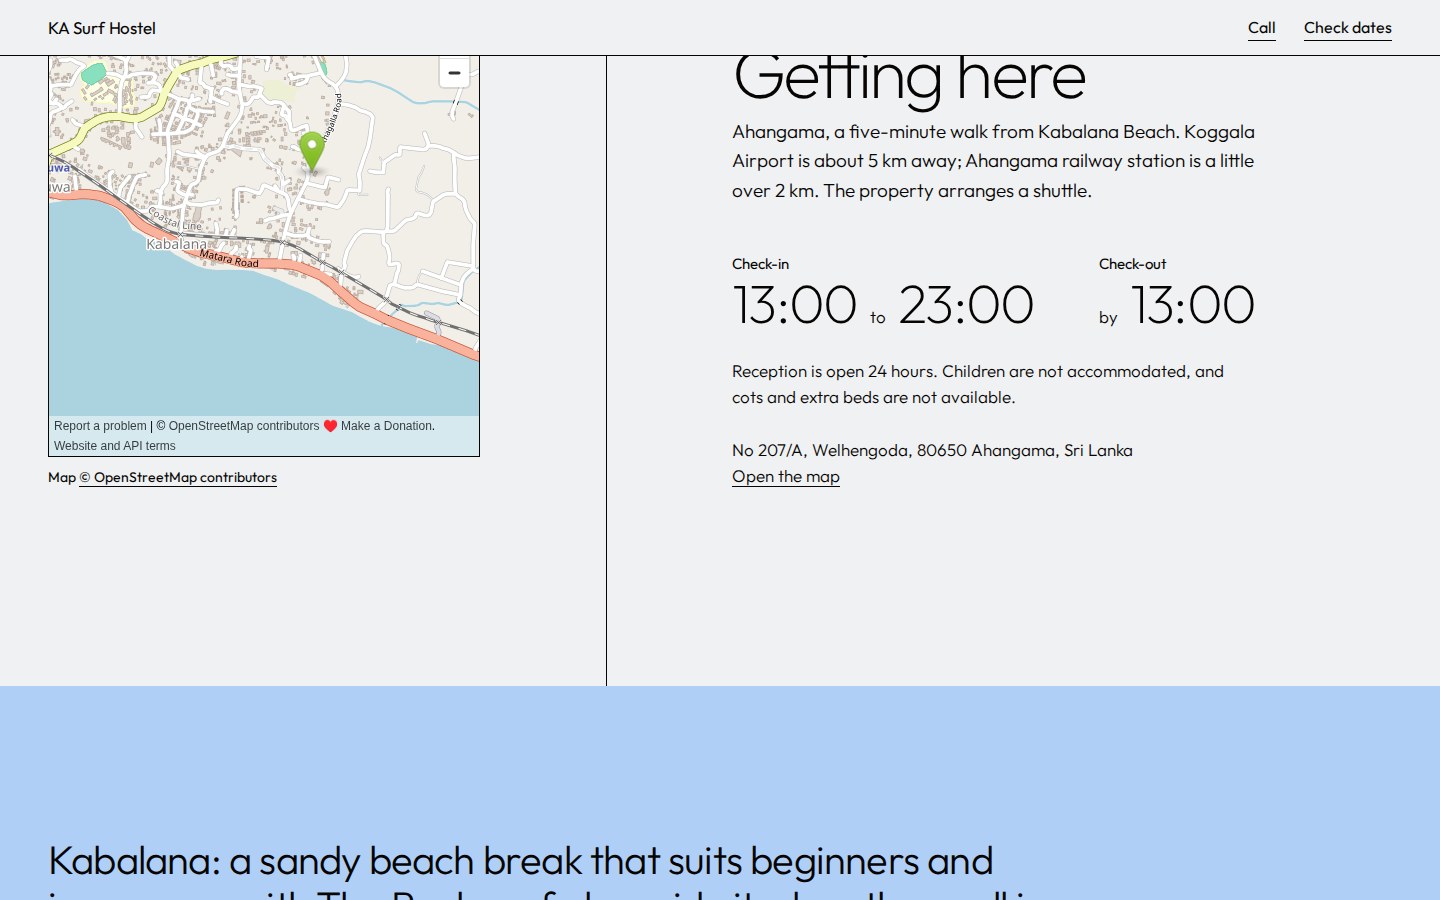 KA Surf Hostel
Call
Check dates
Getting here
Ahangama, a five-minute walk from Kabalana Beach. Koggala
Airport is about 5 km away; Ahangama railway station is a little
over 2 km. The property arranges a shuttle.
Check-in
13:00 to 23:00
Check-out
by 13:00
Reception is open 24 hours. Children are not accommodated, and
cots and extra beds are not available.
No 207/A, Welhengoda, 80650 Ahangama, Sri Lanka
Open the map
uwa
uwa
Coastal Line
Kabalana
Matara Road
Report a problem | © OpenStreetMap contributors ❤️ Make a Donation.
Website and API terms
Map © OpenStreetMap contributors
Kabalana: a sandy beach break that suits beginners and